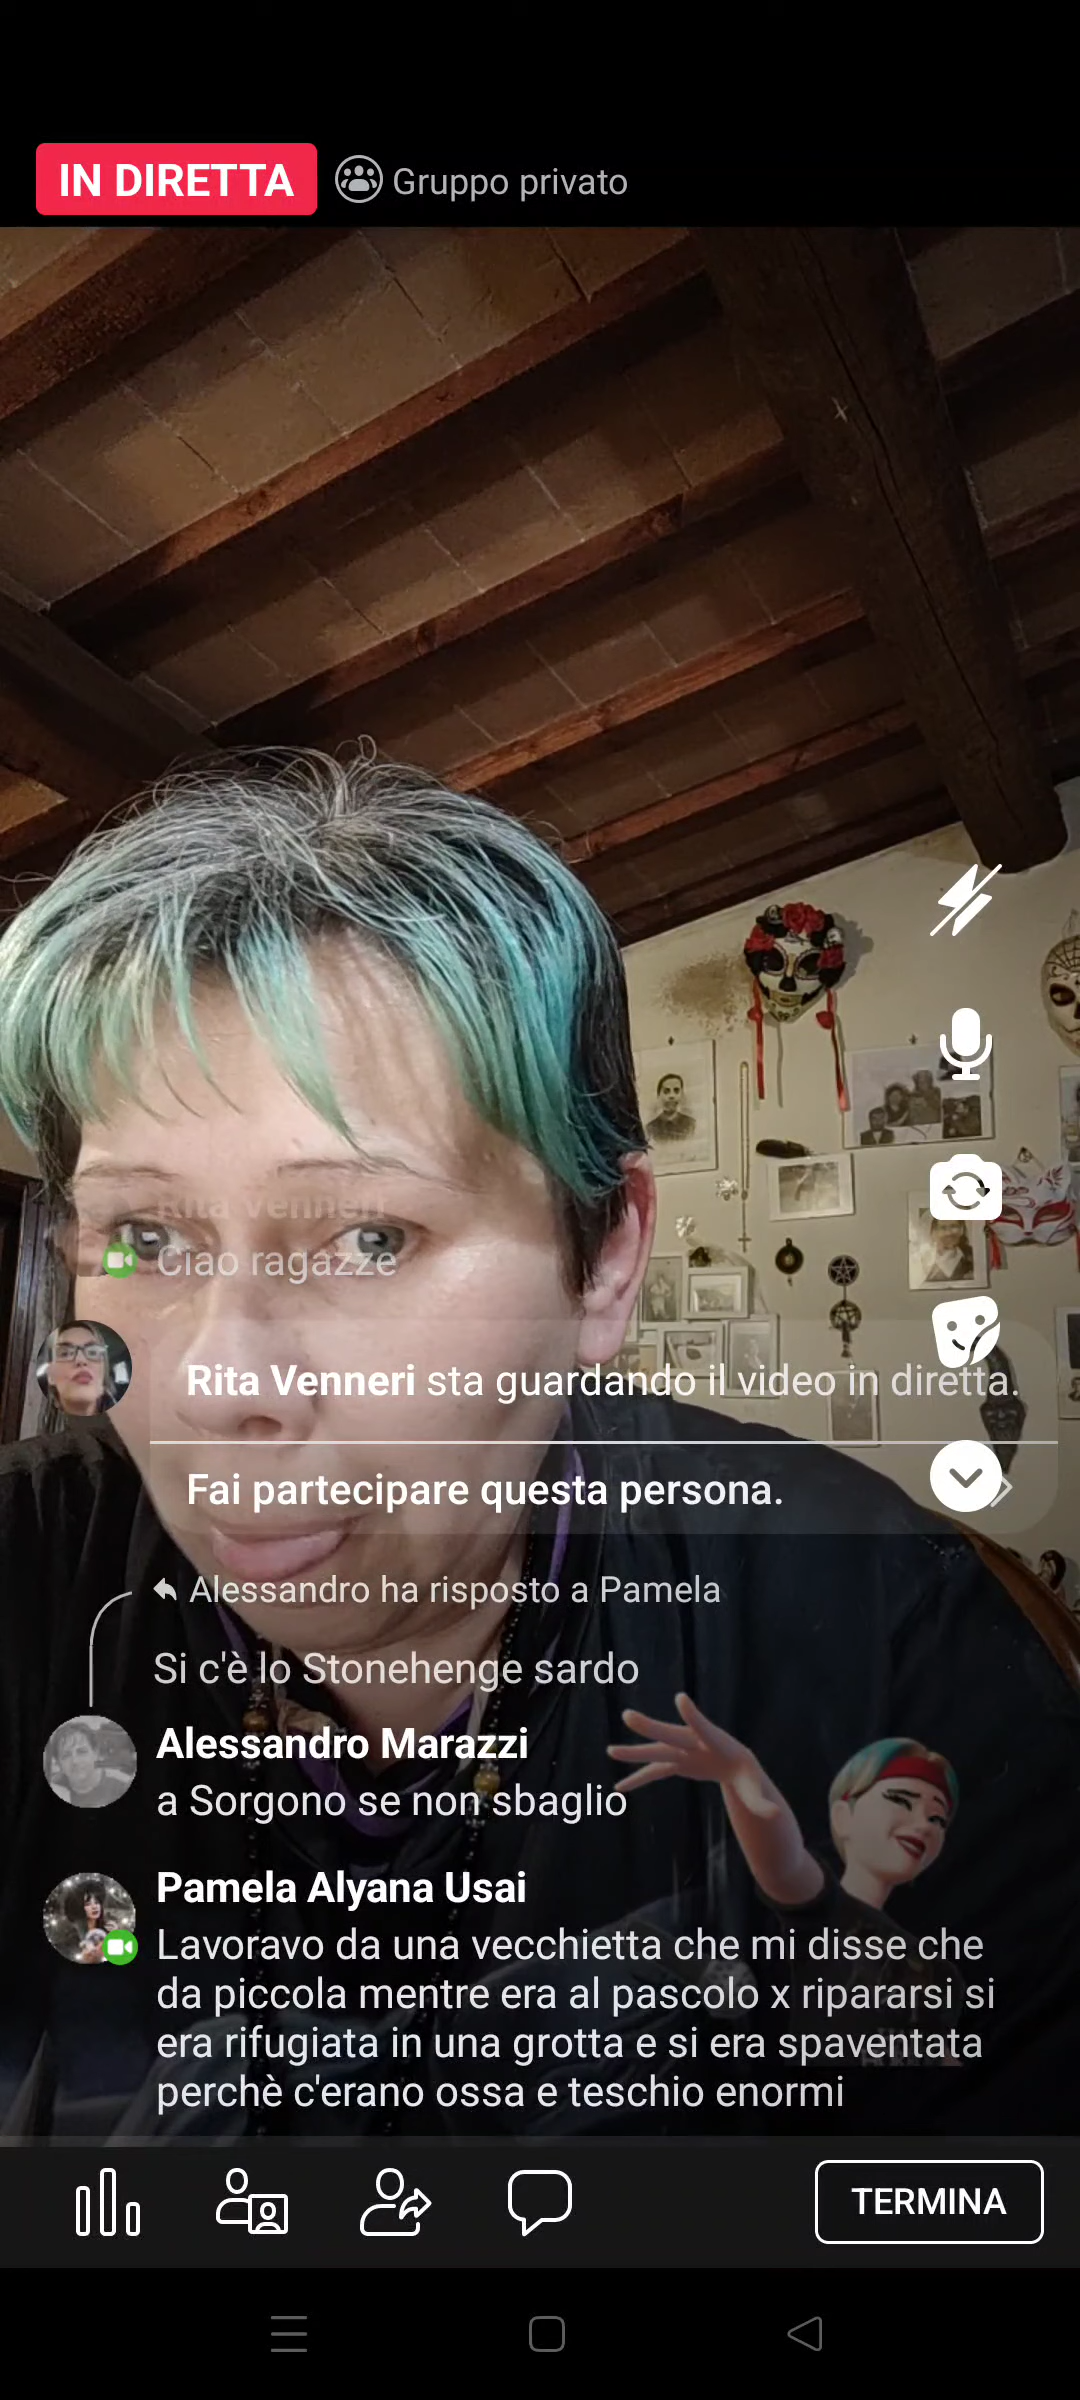 IN DIRETTA
Gruppo privato
Rita Venneri
Ciao ragazze
Rita Venneri sta guardando il video in diretta.
Fai partecipare questa persona.
Alessandro ha risposto a Pamela
Si c'è lo Stonehenge sardo
Alessandro Marazzi
a Sorgono se non sbaglio
Pamela Alyana Usai
Lavoravo da una vecchietta che mi disse che
da piccola mentre era al pascolo x ripararsi si
era rifugiata in una grotta e si era spaventata
perchè c'erano ossa e teschio enormi
TERMINA